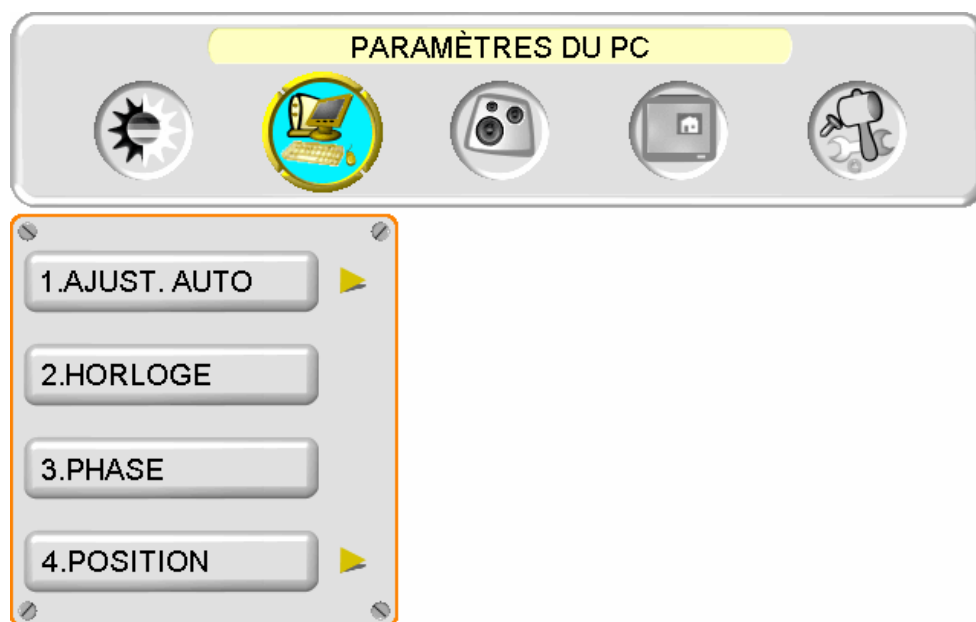 PARAMÈTRES DU PC
1.AJUST. AUTO
2.HORLOGE
3.PHASE
4.POSITION